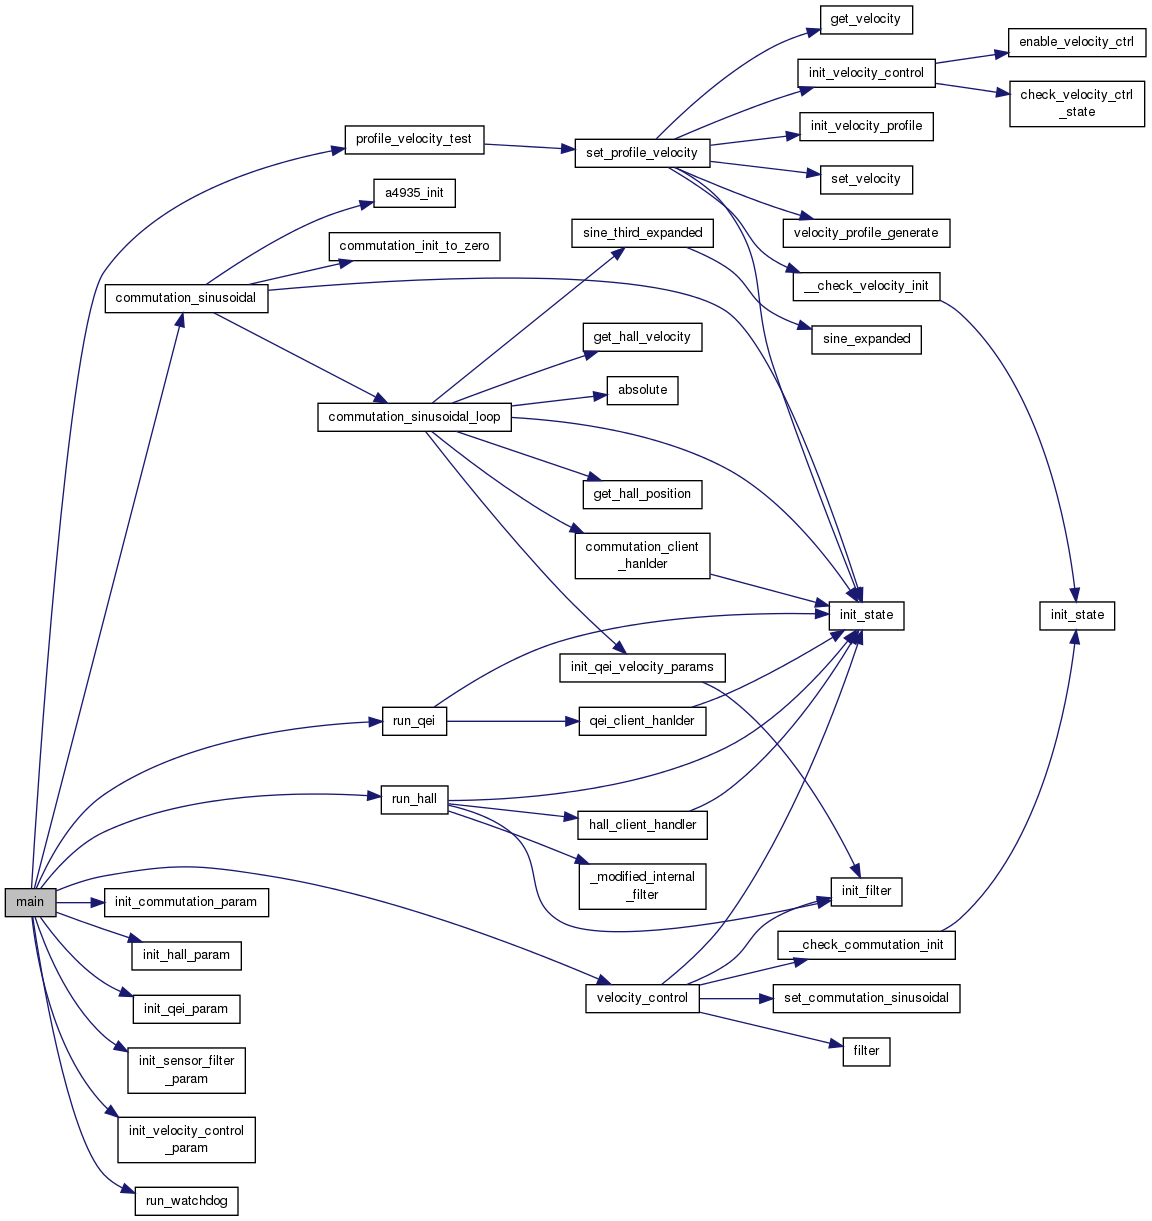 get_velocity
enable_velocity_ctrl
init_velocity_control
check_velocity_ctrl
_state
init_velocity_profile
profile_velocity_test
set_profile_velocity
set_velocity
a4935_init
velocity_profile_generate
sine_third_expanded
commutation_init_to_zero
__check_velocity_init
commutation_sinusoidal
get_hall_velocity
sine_expanded
absolute
commutation_sinusoidal_loop
get_hall_position
commutation_client
_hanlder
init_state
init_state
init_qei_velocity_params
run_qei
qei_client_hanlder
run_hall
hall_client_handler
_modified_internal
_filter
init_filter
main
init_commutation_param
__check_commutation_init
init_hall_param
velocity_control
set_commutation_sinusoidal
init_qei_param
filter
init_sensor_filter
_param
init_velocity_control
_param
run_watchdog